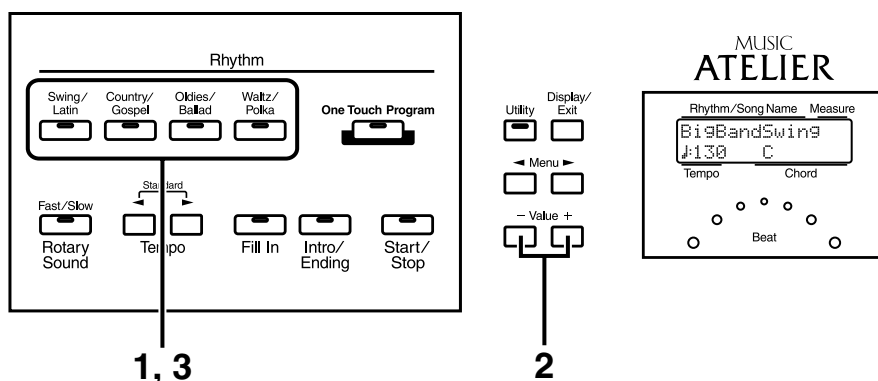 Rhythm
Swing/
Latin
Country/
Gospel
Oldies/
Ballad
Waltz/
Polka
One Touch Program
Fast/Slow
Rotary
Sound
Standard
◄ ►
Tempo
Fill In
Intro/
Ending
Start/
Stop
1, 3
Utility
Display/
Exit
◄ Menu ►
− Value +
2
MUSIC
ATELIER
Rhythm/Song Name Measure
BigBandSwing
♩:130 C
Tempo Chord
Beat